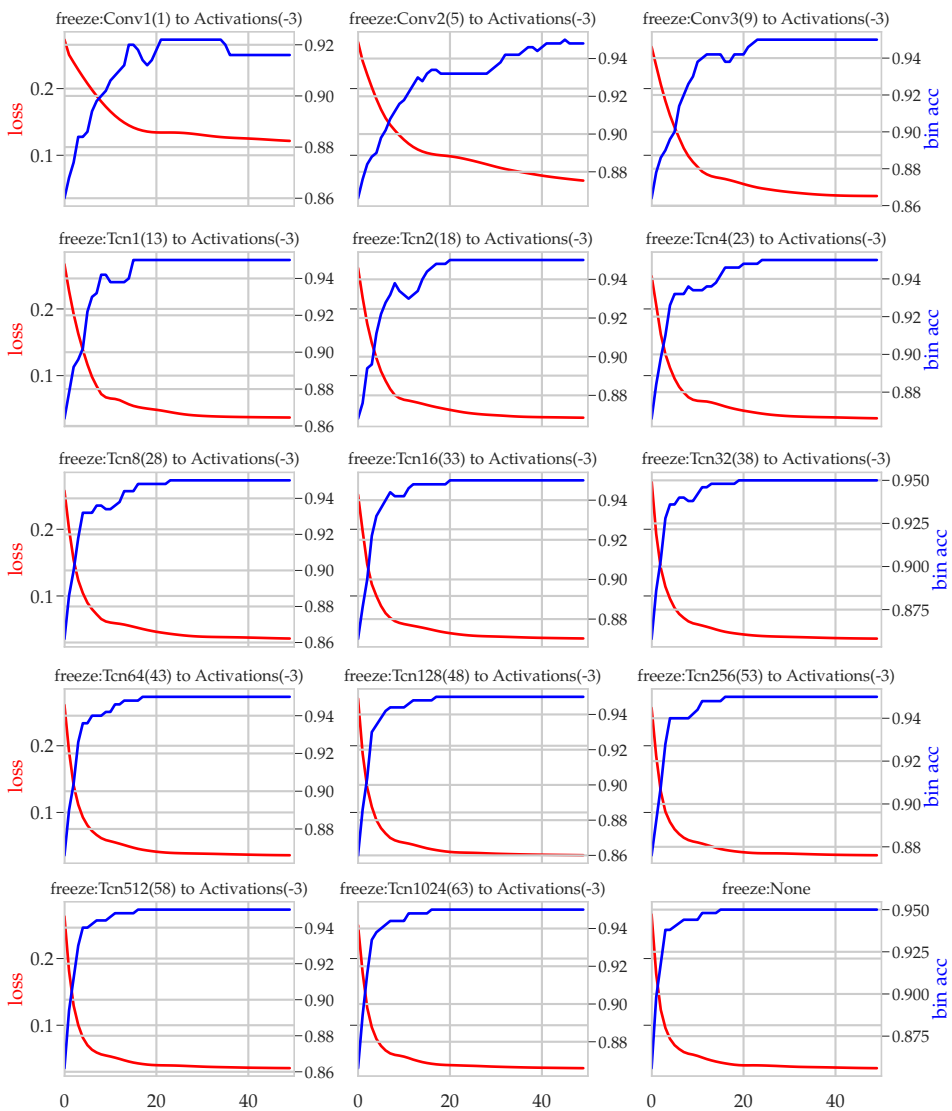 freeze:Conv1(1) to Activations(-3) freeze:Conv2(5) to Activations(-3) freeze:Conv3(9) to Activations(-3)
0.92 0.94 0.94
0.2 0.90 0.92 0.92
loss bin acc
0.90 0.90
0.1 0.88 0.88 0.88
0.86 0.86
freeze:Tcn1(13) to Activations(-3) freeze:Tcn2(18) to Activations(-3) freeze:Tcn4(23) to Activations(-3)
0.94 0.94 0.94
0.2 0.92 0.92 0.92
loss bin acc
0.90 0.90 0.90
0.1 0.88 0.88 0.88
0.86
freeze:Tcn8(28) to Activations(-3) freeze:Tcn16(33) to Activations(-3) freeze:Tcn32(38) to Activations(-3)
0.94 0.94 0.950
0.2 0.92 0.92 0.925
loss bin acc
0.90 0.90 0.900
0.1 0.88 0.88 0.875
0.86
freeze:Tcn64(43) to Activations(-3) freeze:Tcn128(48) to Activations(-3) freeze:Tcn256(53) to Activations(-3)
0.94 0.94 0.94
0.2 0.92 0.92 0.92
loss bin acc
0.90 0.90 0.90
0.1 0.88 0.88 0.88
0.86
freeze:Tcn512(58) to Activations(-3) freeze:Tcn1024(63) to Activations(-3) freeze:None
0.94 0.94 0.950
0.2 0.92 0.92 0.925
loss bin acc
0.90 0.90 0.900
0.1 0.88 0.88 0.875
0.86
0 20 40 0 20 40 0 20 40